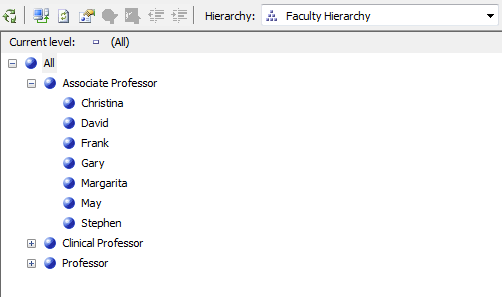 Hierarchy: Faculty Hierarchy
Current level: (All)
All
Associate Professor
Christina
David
Frank
Gary
Margarita
May
Stephen
Clinical Professor
Professor